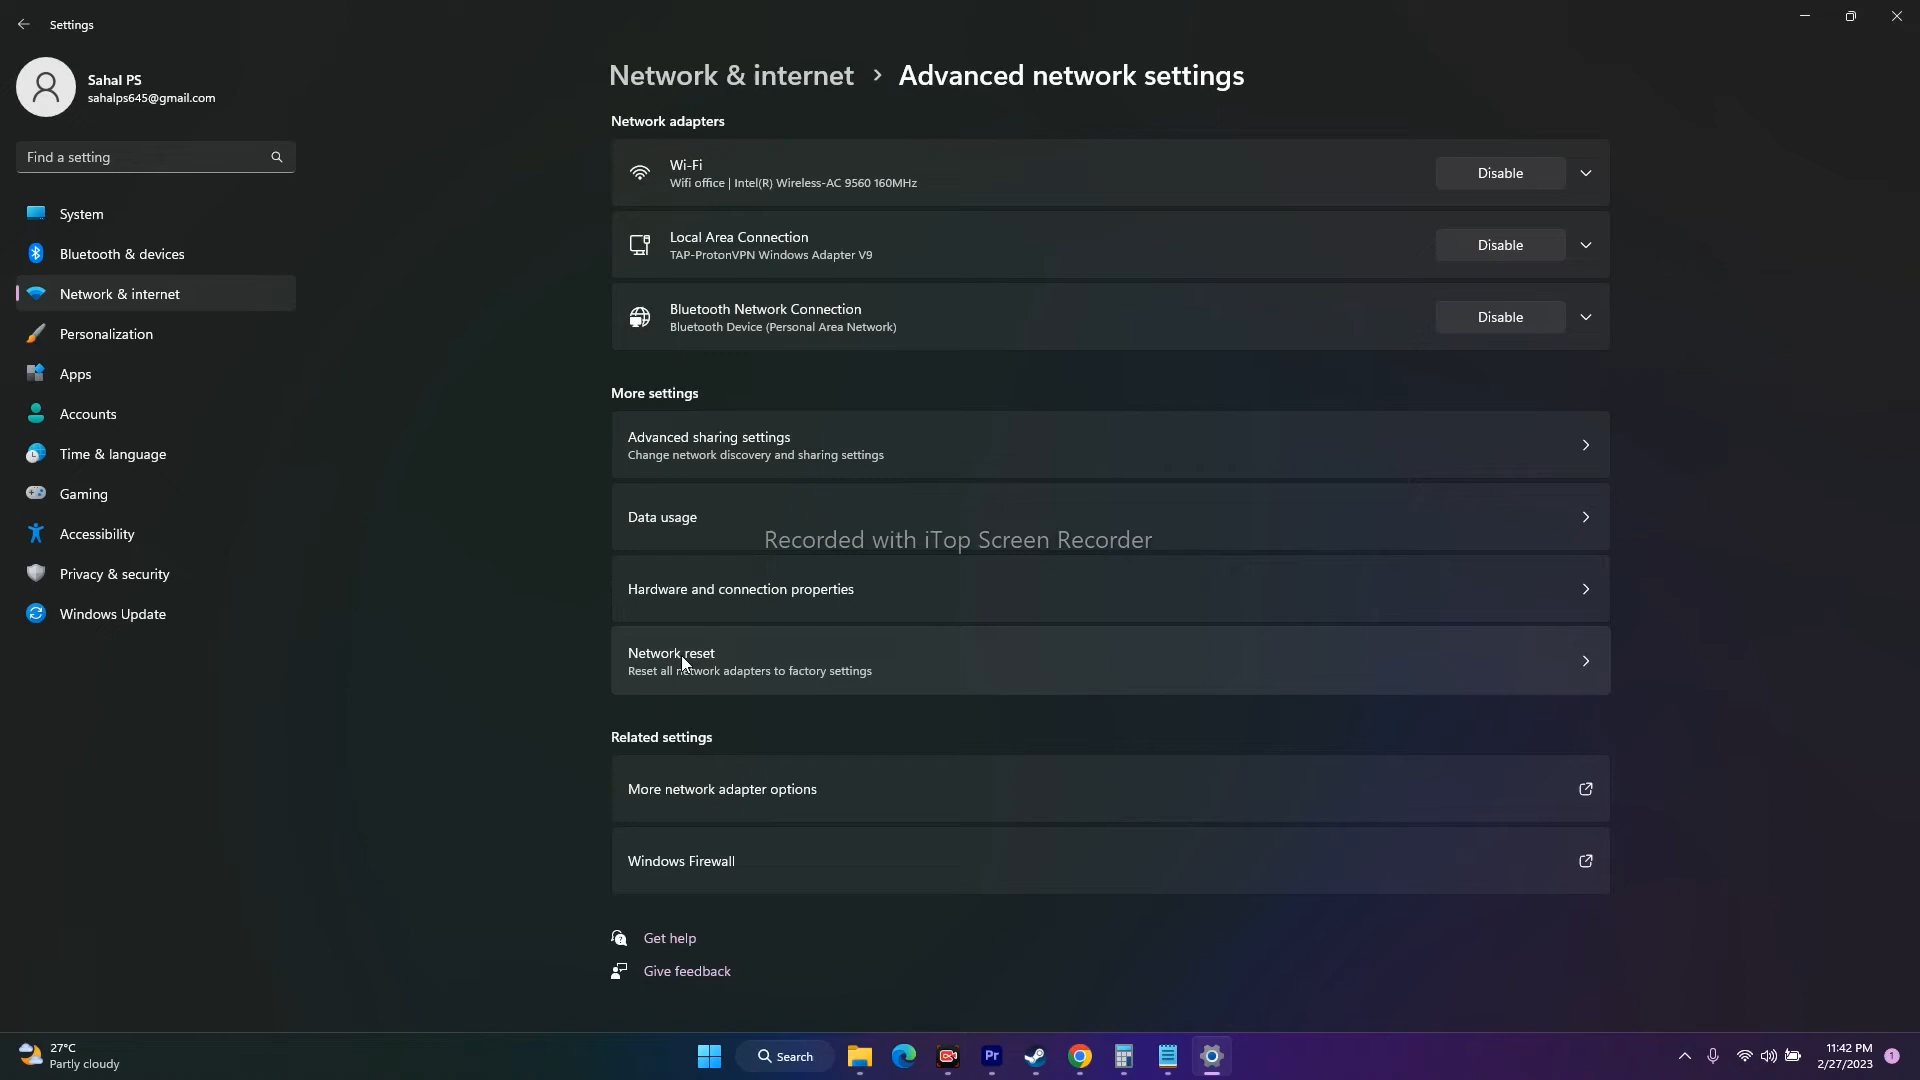 Settings
Sahal PS
sahalps645@gmail.com
Find a setting
System
Bluetooth & devices
Network & internet
Personalization
Apps
Accounts
Time & language
Gaming
Accessibility
Privacy & security
Windows Update
Network & internet > Advanced network settings
Network adapters
Wi-Fi
Wifi office | Intel(R) Wireless-AC 9560 160MHz
Disable
Local Area Connection
TAP-ProtonVPN Windows Adapter V9
Disable
Bluetooth Network Connection
Bluetooth Device (Personal Area Network)
Disable
More settings
Advanced sharing settings
Change network discovery and sharing settings
Data usage
Recorded with iTop Screen Recorder
Hardware and connection properties
Network reset
Reset all network adapters to factory settings
Related settings
More network adapter options
Windows Firewall
Get help
Give feedback
27°C
Partly cloudy
Search
Pr
11:42 PM
2/27/2023
1